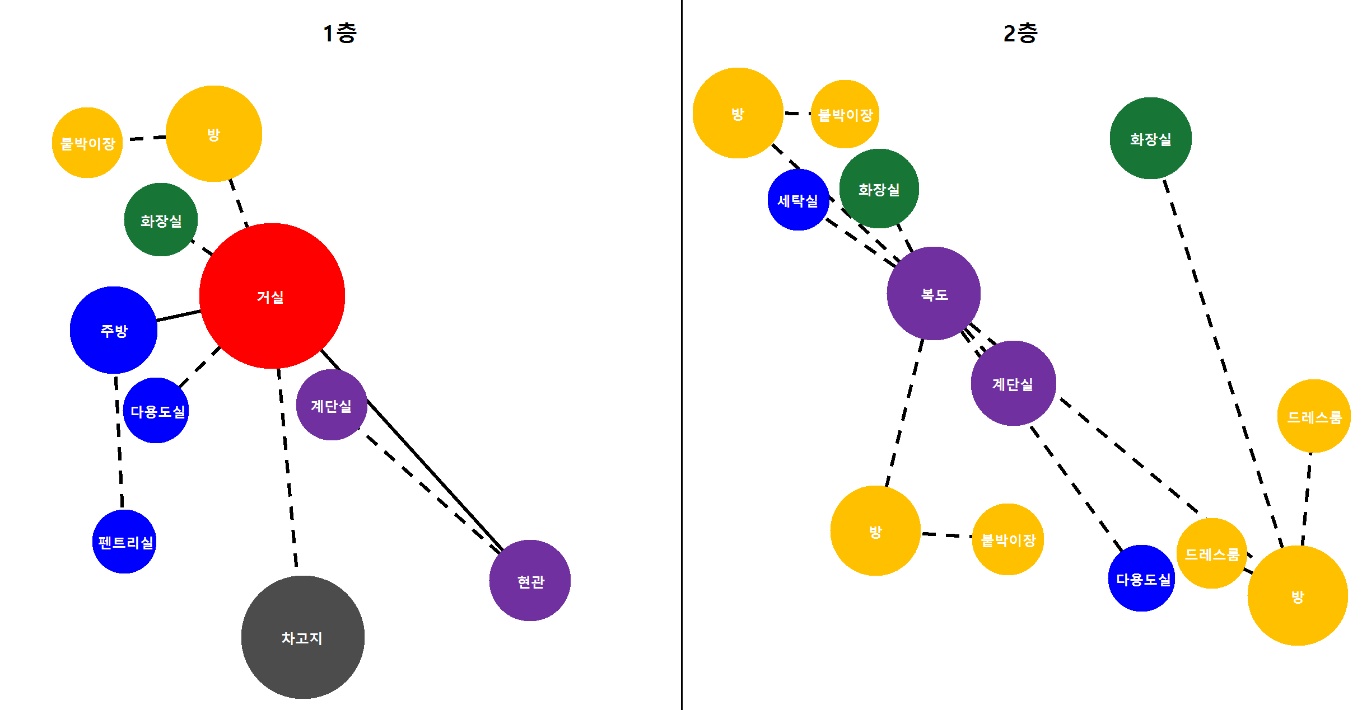 1층
방
붙박이장
화장실
거실
주방
다용도실
계단실
펜트리실
현관
차고지
2층
방
붙박이장
화장실
화장실
세탁실
복도
계단실
드레스룸
방
붙박이장
드레스룸
다용도실
방